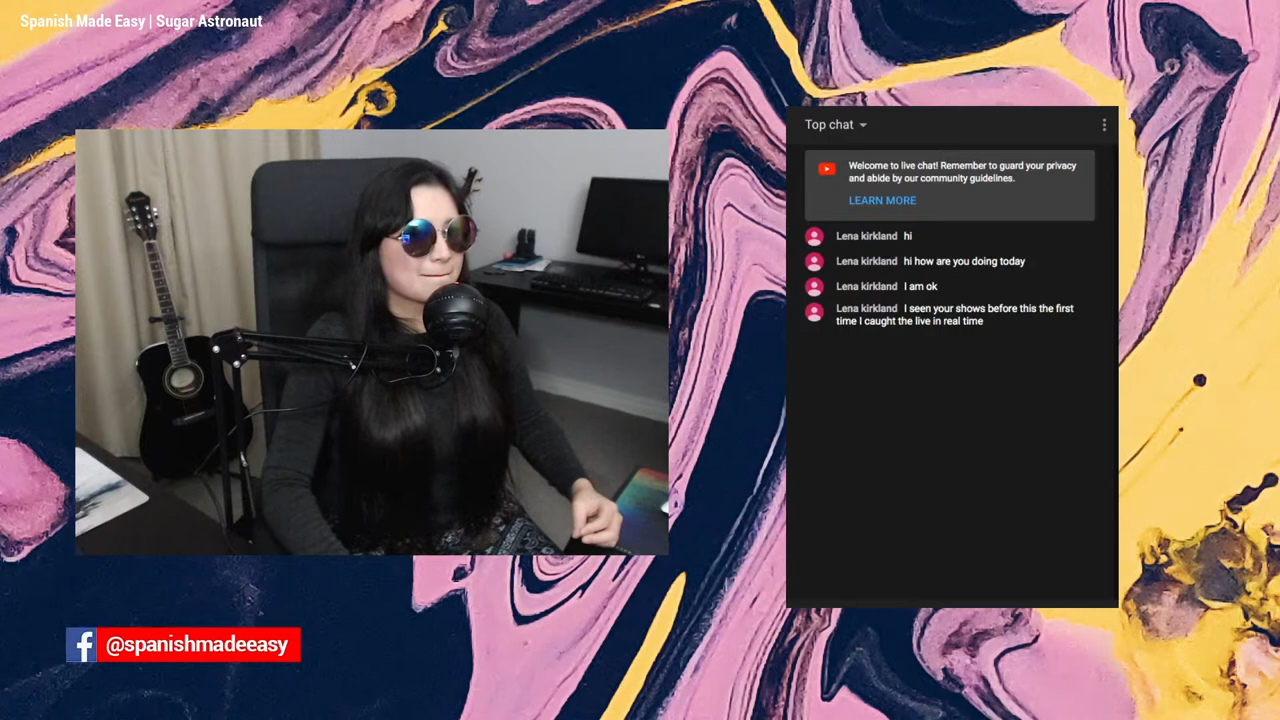 Spanish Made Easy | Sugar Astronaut
Top chat
Welcome to live chat! Remember to guard your privacy
and abide by our community guidelines.
LEARN MORE
Lena kirkland hi
Lena kirkland hi how are you doing today
Lena kirkland I am ok
Lena kirkland I seen your shows before this the first
time I caught the live in real time
f @spanishmadeeasy